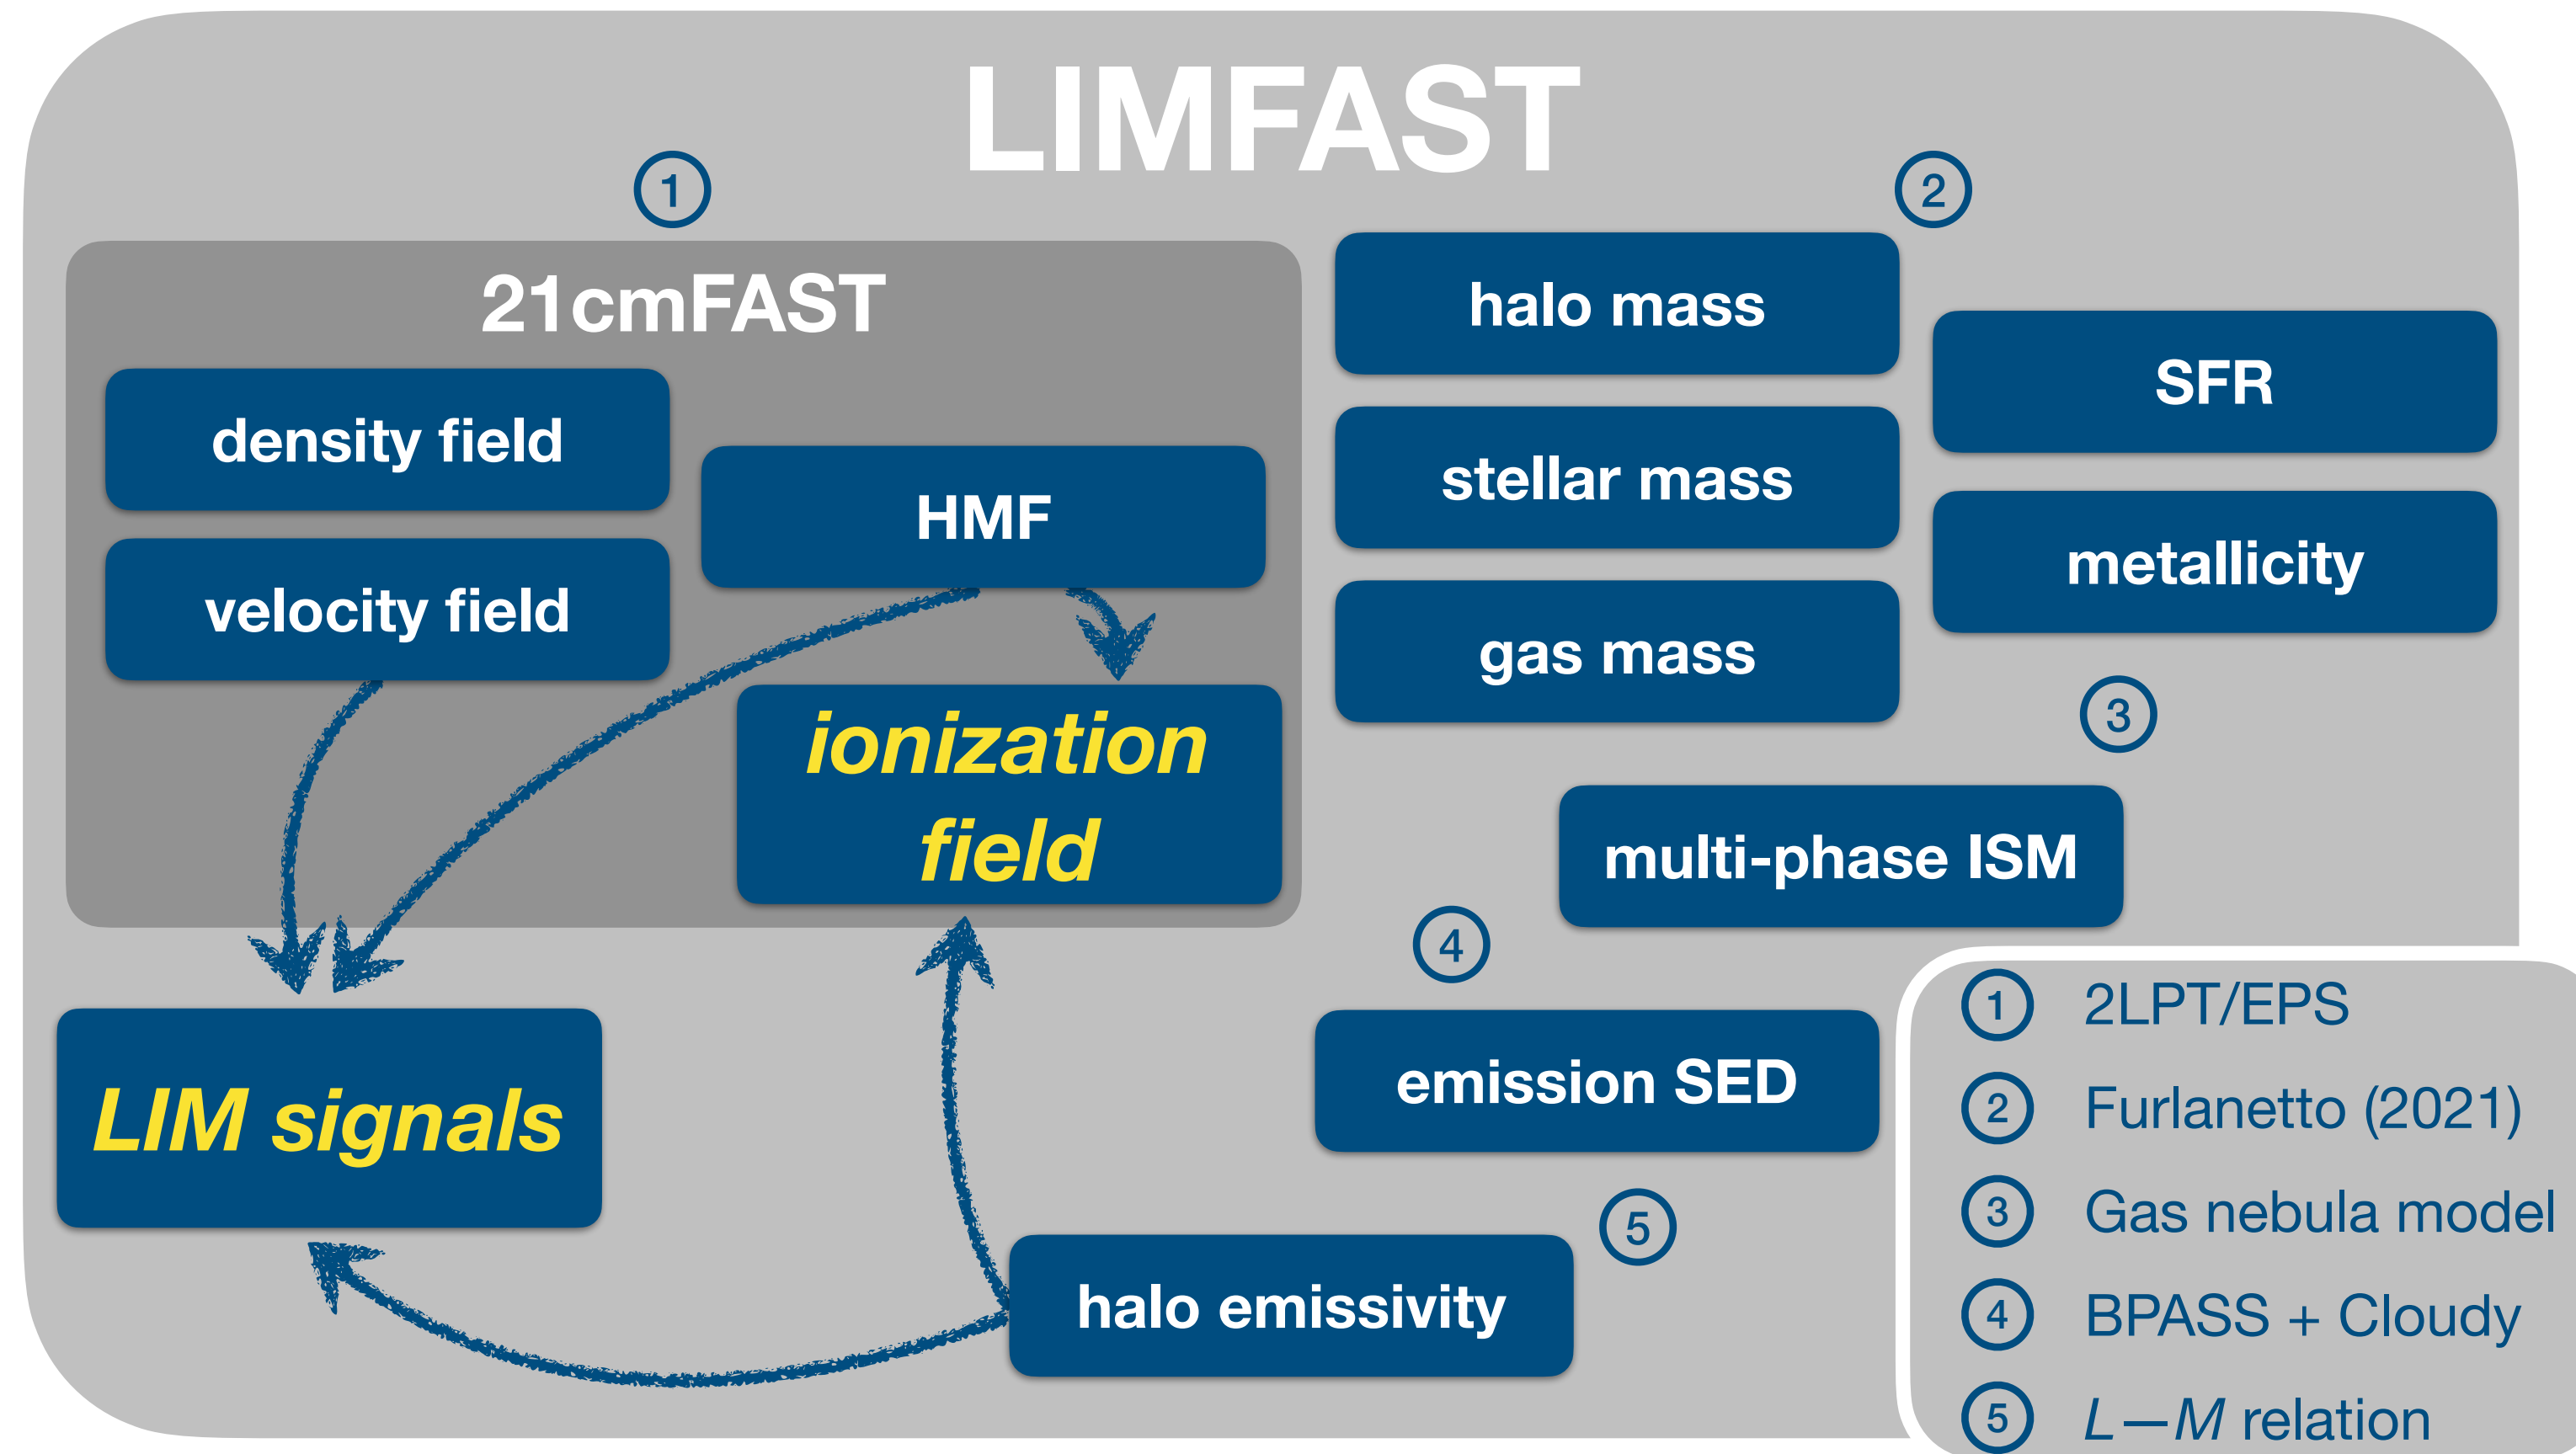 LIMFAST
1
2
21cmFAST
density field
velocity field
HMF
ionization
field
halo mass
stellar mass
gas mass
SFR
metallicity
3
multi-phase ISM
4
emission SED
5
halo emissivity
LIM signals
1 2LPT/EPS
2 Furlanetto (2021)
3 Gas nebula model
4 BPASS + Cloudy
5 L—M relation